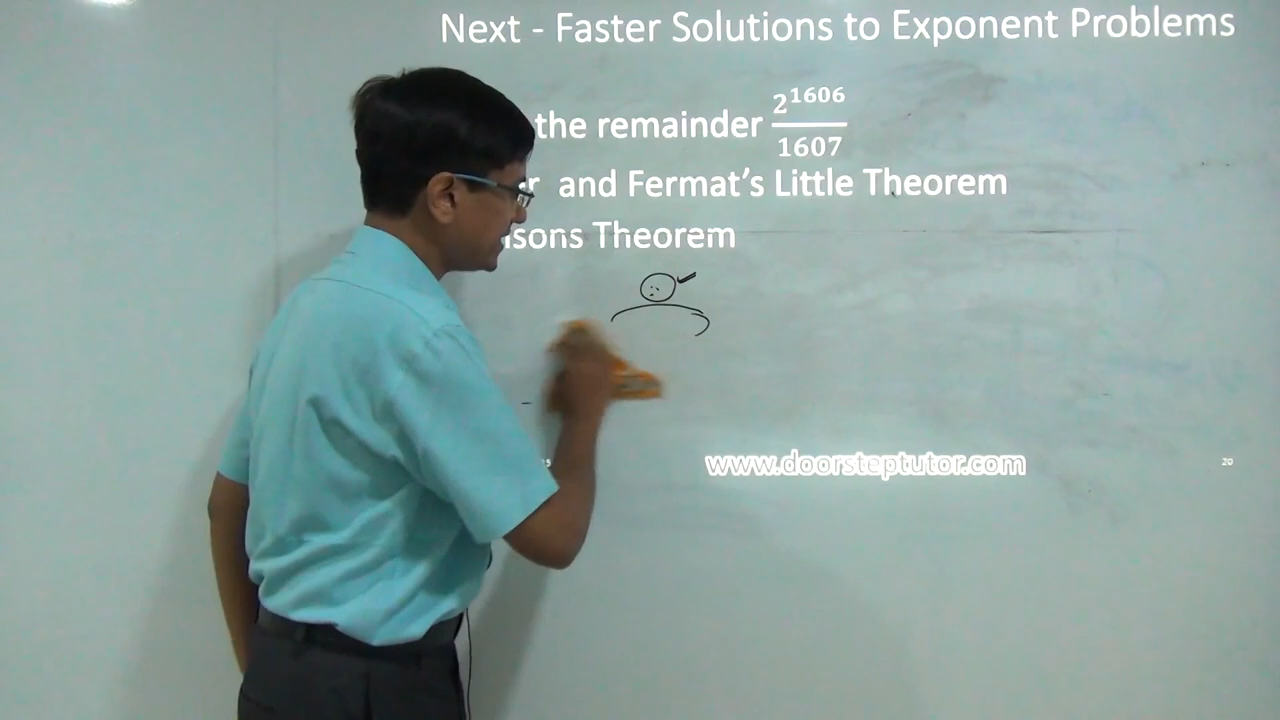 Next - Faster Solutions to Exponent Problems
the remainder 2^1606/1607
and Fermat's Little Theorem
Theorem
www.doorsteptutor.com
20